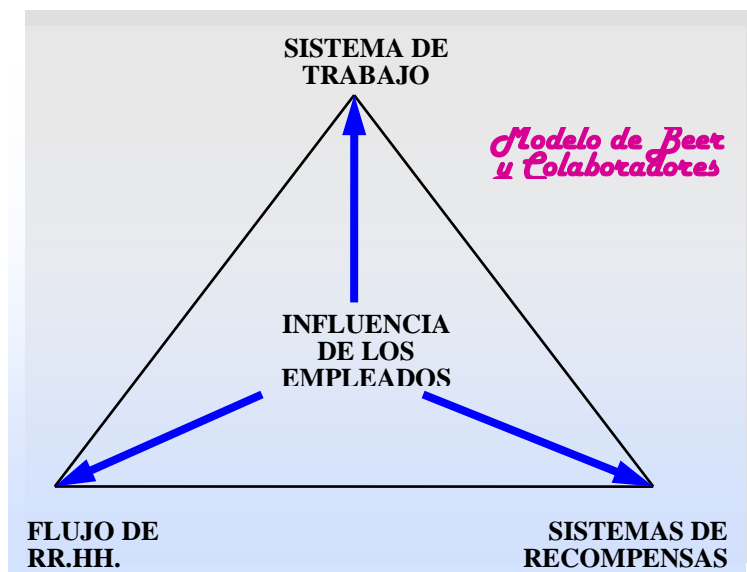 SISTEMA DE
TRABAJO
Modelo de Beer
y Colaboradores
INFLUENCIA
DE LOS
EMPLEADOS
FLUJO DE
RR.HH.
SISTEMAS DE
RECOMPENSAS